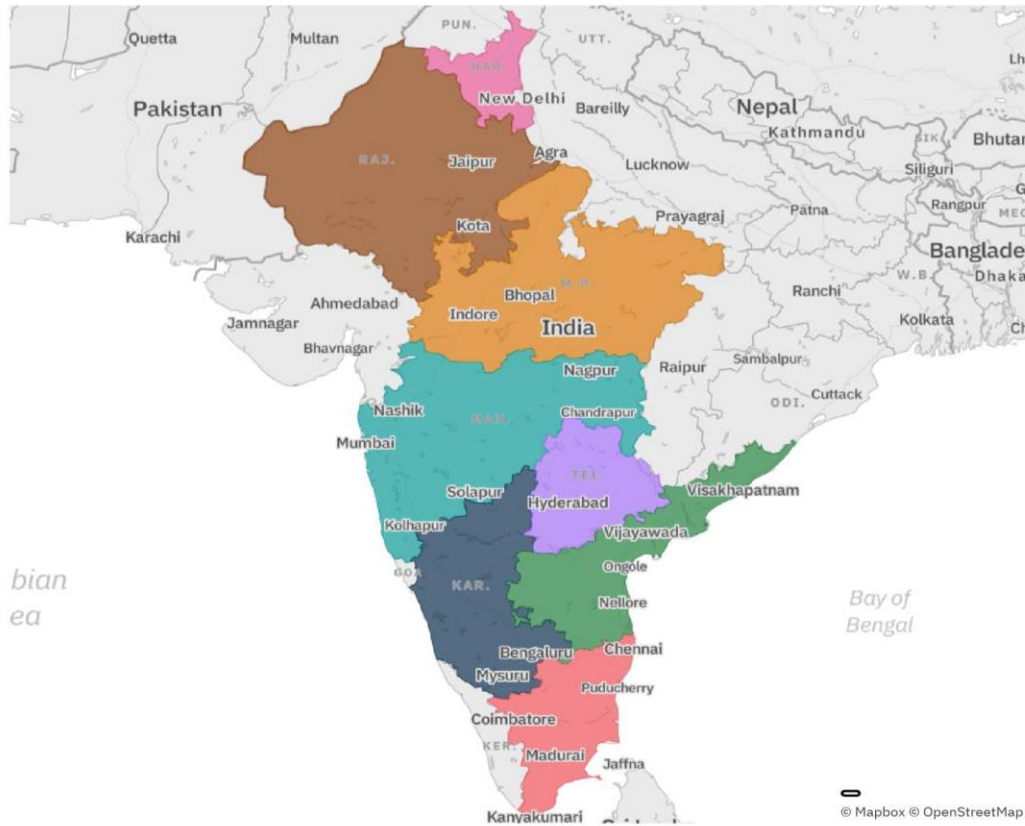 PUN.
Quetta
Multan
UTT.
HAR.
Lh
New Delhi
Pakistan
Bareilly
Nepal
Kathmandu
SIK.
Bhutan
RAJ.
Jaipur
Agra
Lucknow
Siliguri
G
Rangpur
Kota
Prayagraj
Patna
MEG
Karachi
Banglade
W.B.
Dhaka
Ahmedabad
Bhopal
M.P.
Ranchi
Jamnagar
Indore
India
Kolkata
Ch
Bhavnagar
Nagpur
Raipur
Sambalpur
Cuttack
ODI.
Nashik
MAH.
Chandrapur
Mumbai
TEL.
Solapur
Hyderabad
Visakhapatnam
Kolhapur
Vijayawada
GOA
Ongole
bian
ea
KAR.
Nellore
Bay of
Bengal
Bengaluru
Chennai
Mysuru
Puducherry
Coimbatore
KER.
Madurai
Jaffna
Kanyakumari
© Mapbox © OpenStreetMap